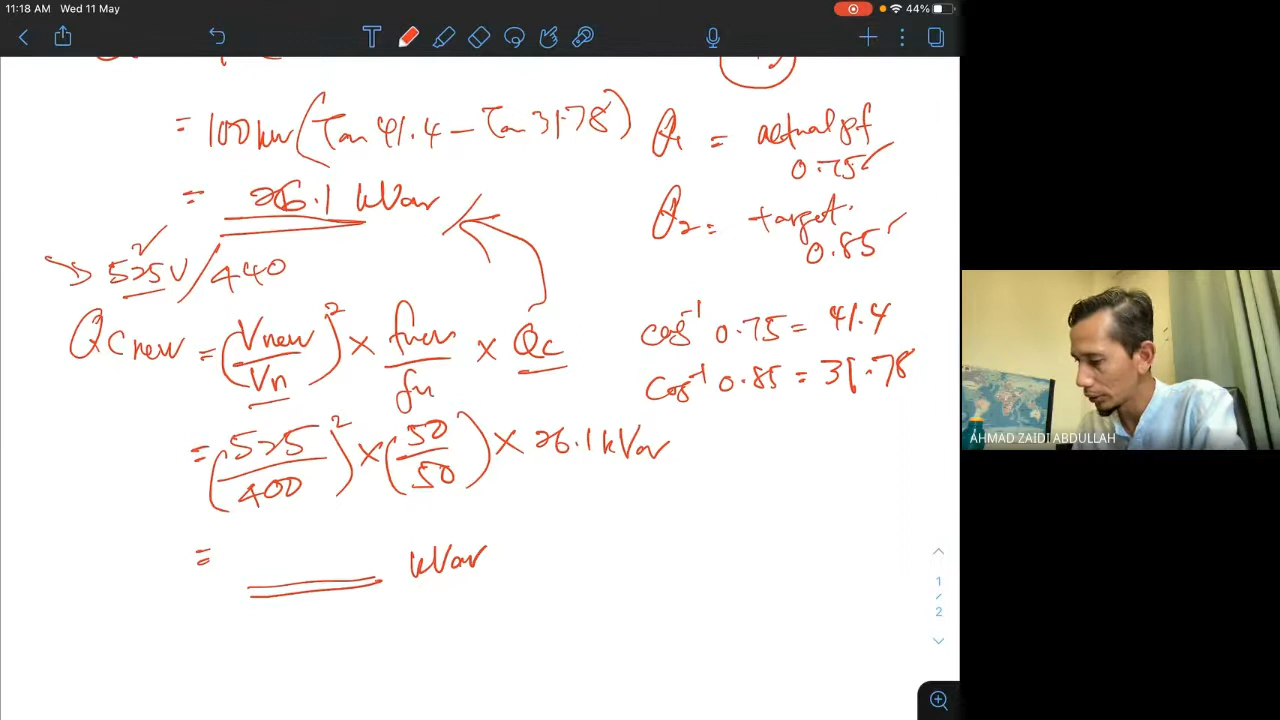 11:18 AM Wed 11 May
44%
= 100kw (Tan 41.4 – Tan 31.78)
= 26.1 kVar
θ1 = actual pf
0.75 ✓
θ2 = target
0.85 ✓
525V / 440
QC new = (Vnew / Vn)² × fnew / fn × Qc
cos⁻¹ 0.75 = 41.4
cos⁻¹ 0.85 = 31.78
= (525 / 400)² × (50 / 50) × 26.1 kVar
= ____ kVar
AHMAD ZAIDI ABDULLAH
1
/
2